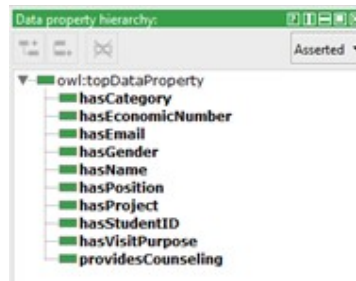 Data property hierarchy:
Asserted
owl:topDataProperty
hasCategory
hasEconomicNumber
hasEmail
hasGender
hasName
hasPosition
hasProject
hasStudentID
hasVisitPurpose
providesCounseling